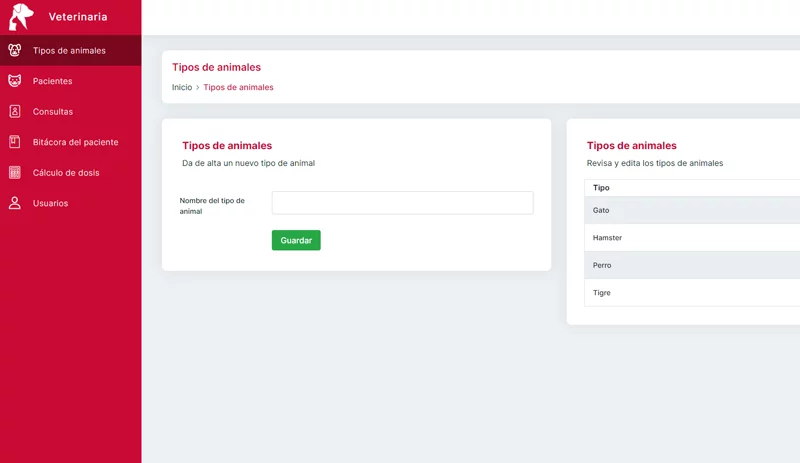 Veterinaria
Tipos de animales
Pacientes
Consultas
Bitácora del paciente
Cálculo de dosis
Usuarios
Tipos de animales
Inicio > Tipos de animales
Tipos de animales
Da de alta un nuevo tipo de animal
Nombre del tipo de
animal
Guardar
Tipos de animales
Revisa y edita los tipos de animales
Tipo
Gato
Hamster
Perro
Tigre